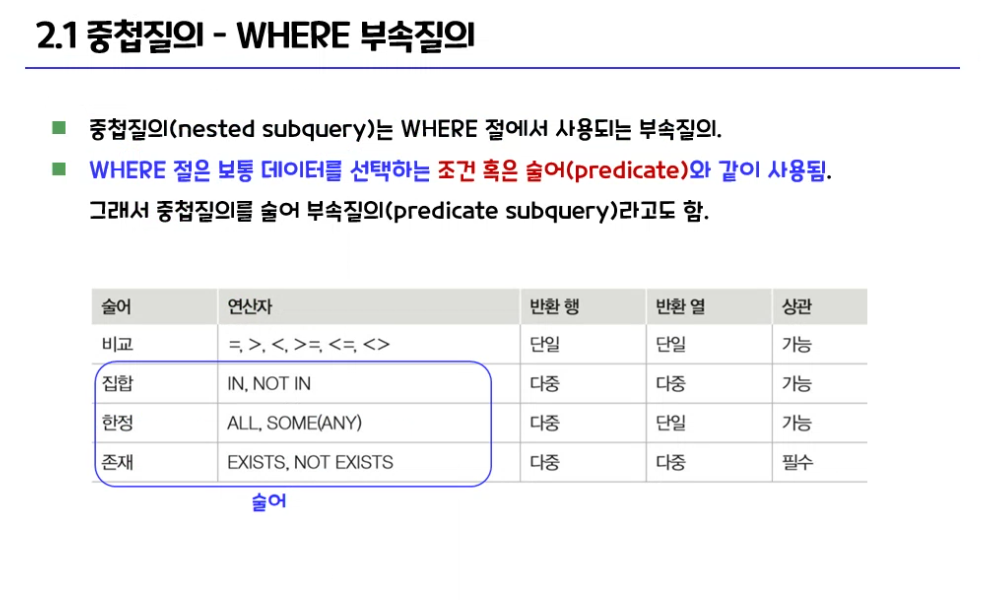 2.1 중첩질의 - WHERE 부속질의
중첩질의(nested subquery)는 WHERE 절에서 사용되는 부속질의.
WHERE 절은 보통 데이터를 선택하는 조건 혹은 술어(predicate)와 같이 사용됨.
그래서 중첩질의를 술어 부속질의(predicate subquery)라고도 함.
술어 연산자 반환 행 반환 열 상관
비교 =, >, <, >=, <=, <> 단일 단일 가능
집합 IN, NOT IN 다중 다중 가능
한정 ALL, SOME(ANY) 다중 단일 가능
존재 EXISTS, NOT EXISTS 다중 다중 필수
술어